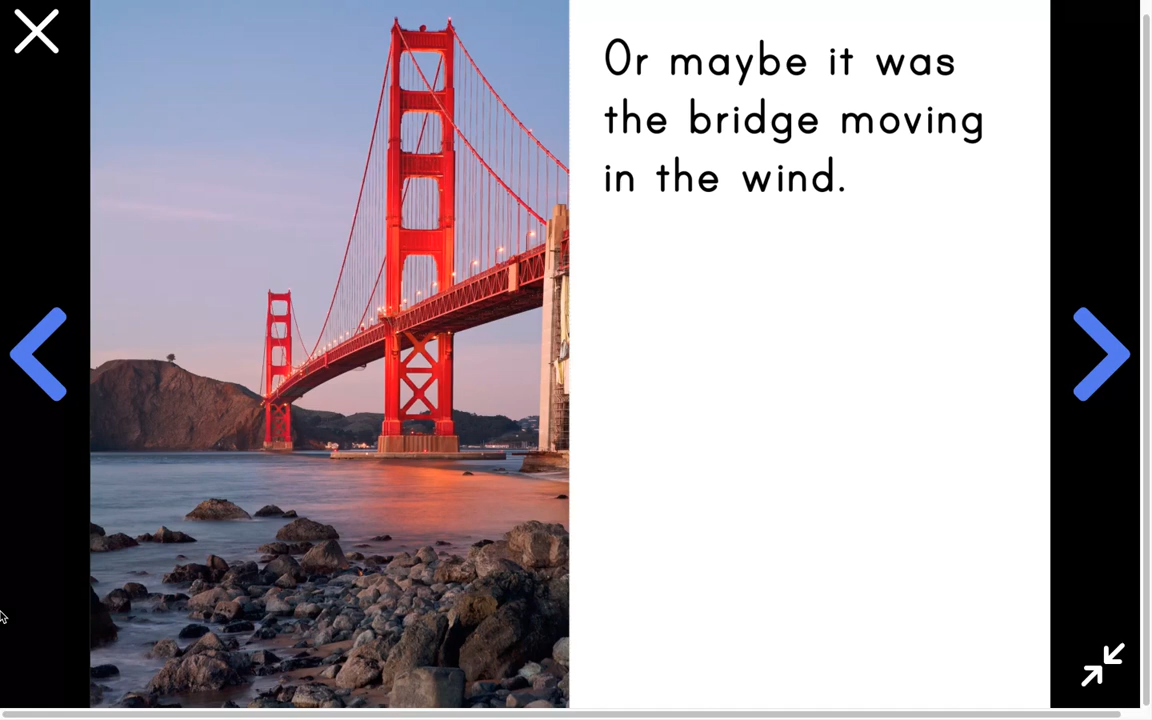 Or maybe it was
the bridge moving
in the wind.